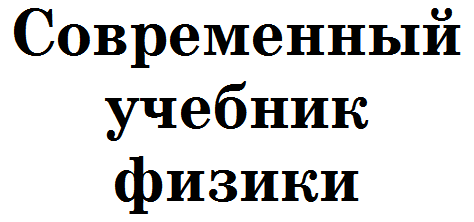 Современный
учебник
физики